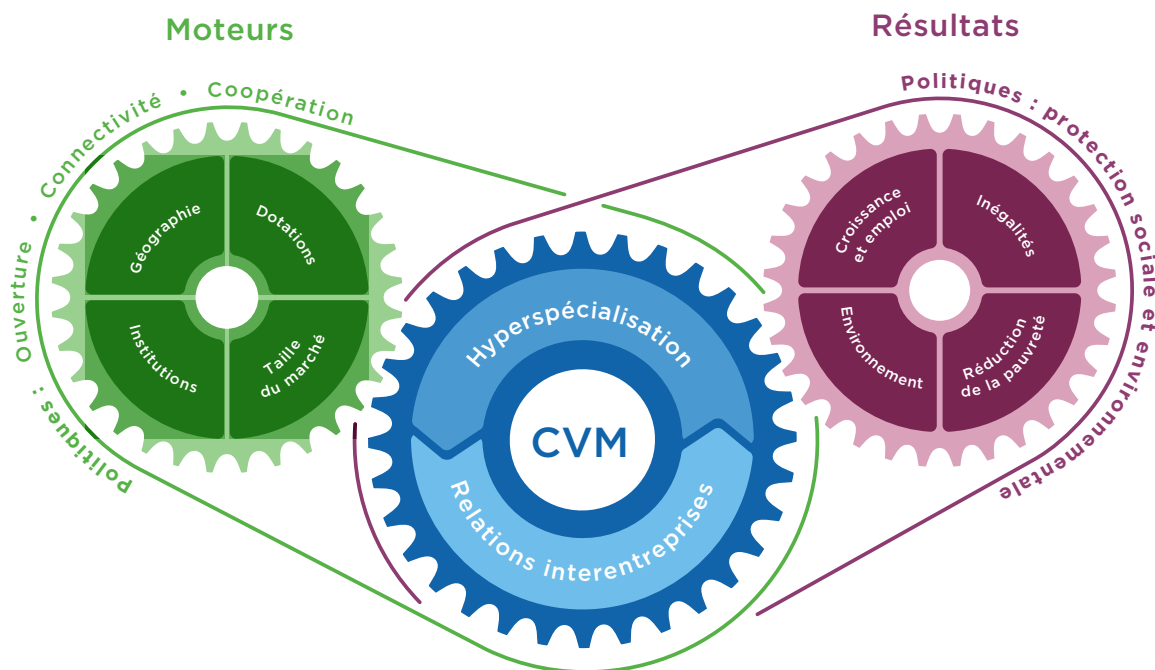 Moteurs
Résultats
Politiques : Ouverture • Connectivité • Coopération
Politiques : protection sociale et environnementale
Géographie
Dotations
Institutions
Taille
du marché
Croissance
et emploi
Inégalités
Environnement
Réduction
de la pauvreté
Hyperspécialisation
CVM
Relations interentreprises